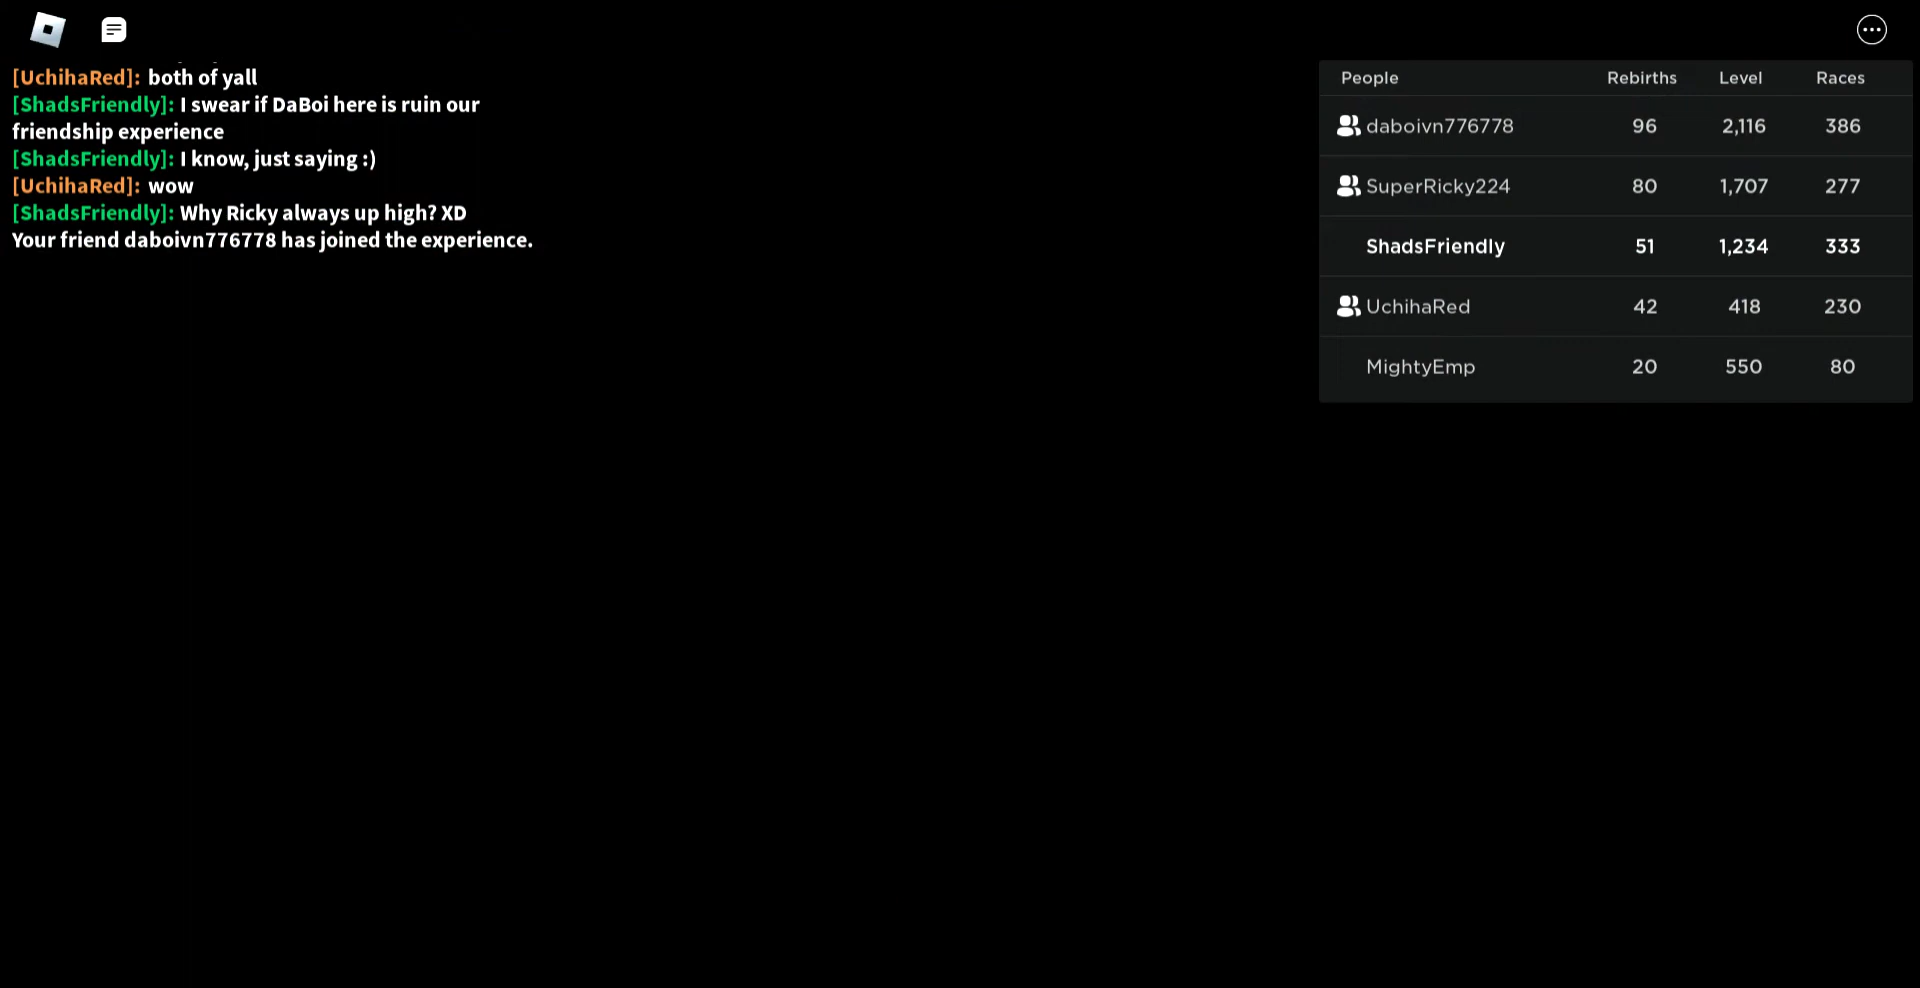 [UchihaRed]: both of yall
[ShadsFriendly]: I swear if DaBoi here is ruin our
friendship experience
[ShadsFriendly]: I know, just saying :)
[UchihaRed]: wow
[ShadsFriendly]: Why Ricky always up high? XD
Your friend daboivn776778 has joined the experience.
People Rebirths Level Races
daboivn776778 96 2,116 386
SuperRicky224 80 1,707 277
ShadsFriendly 51 1,234 333
UchihaRed 42 418 230
MightyEmp 20 550 80